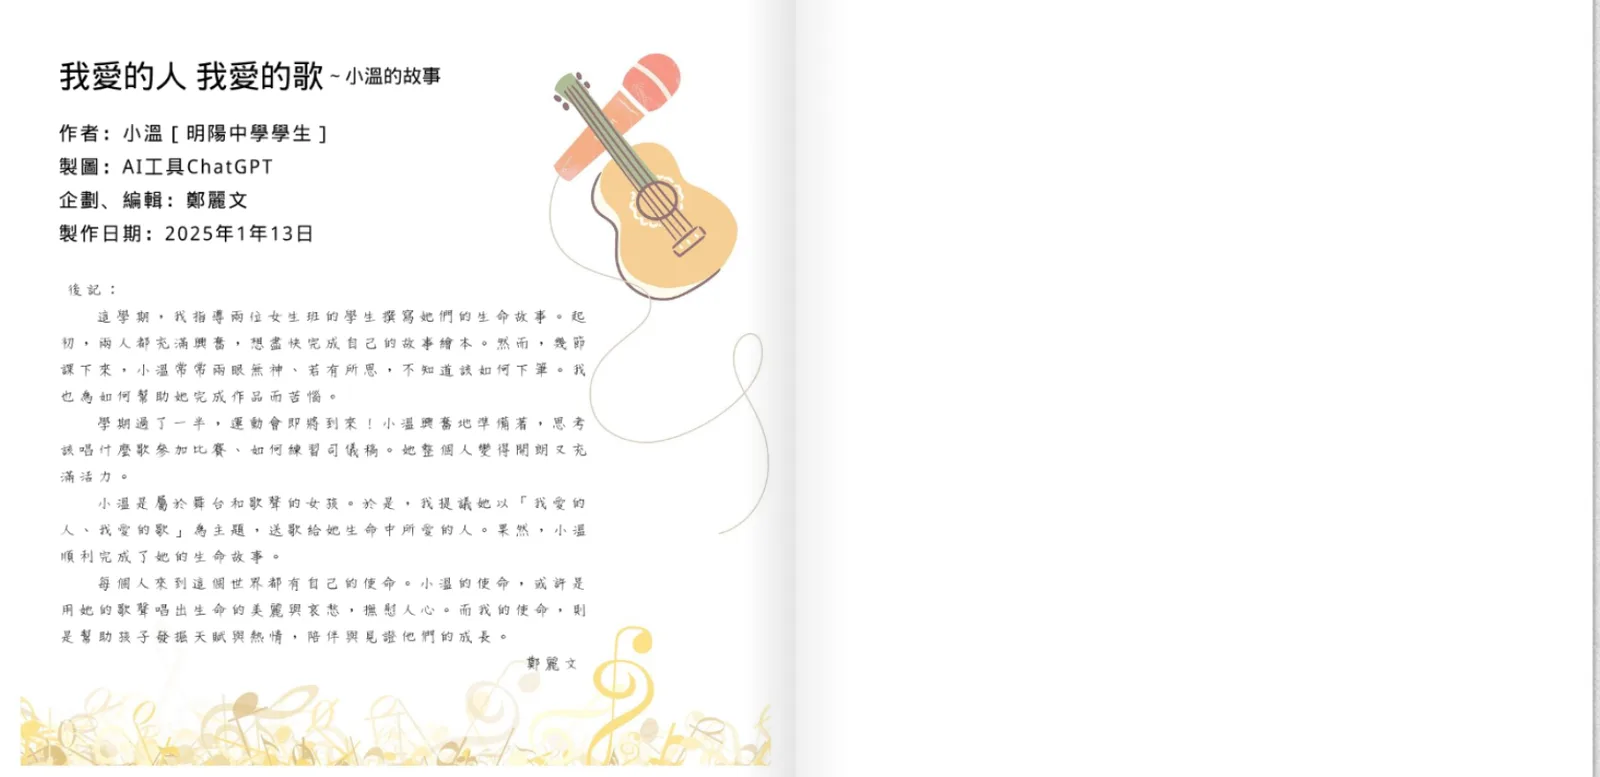 我愛的人 我愛的歌 ~ 小溫的故事
作者：小溫 [ 明陽中學學生 ]
製圖：AI工具ChatGPT
企劃、編輯：鄭麗文
製作日期：2025年1年13日
後記：
這學期，我指導兩位女生班的學生撰寫她們的生命故事。起
初，兩人都充滿興奮，想盡快完成自己的故事繪本。然而，幾節
課下來，小溫常常兩眼無神、若有所思，不知道該如何下筆。我
也為如何幫助她完成作品而苦惱。
學期過了一半，運動會即將到來！小溫興奮地準備著，思考
該唱什麼歌參加比賽、如何練習司儀稿。她整個人變得開朗又充
滿活力。
小溫是屬於舞台和歌聲的女孩。於是，我提議她以「我愛的
人、我愛的歌」為主題，送歌給她生命中所愛的人。果然，小溫
順利完成了她的生命故事。
每個人來到這個世界都有自己的使命。小溫的使命，或許是
用她的歌聲唱出生命的美麗與哀愁，撫慰人心。而我的使命，則
是幫助孩子發掘天賦與熱情，陪伴與見證他們的成長。
鄭麗文